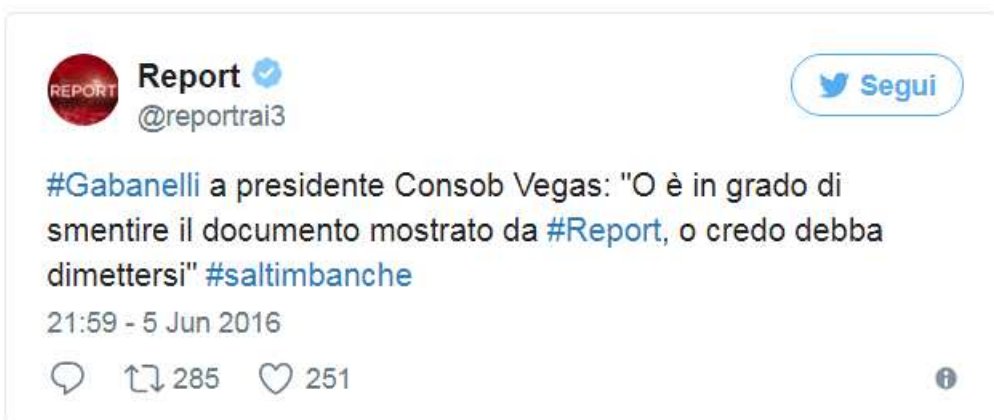 REPORT
Report
@reportrai3
Segui
#Gabanelli a presidente Consob Vegas: "O è in grado di
smentire il documento mostrato da #Report, o credo debba
dimettersi" #saltimbanche
21:59 - 5 Jun 2016
285 251